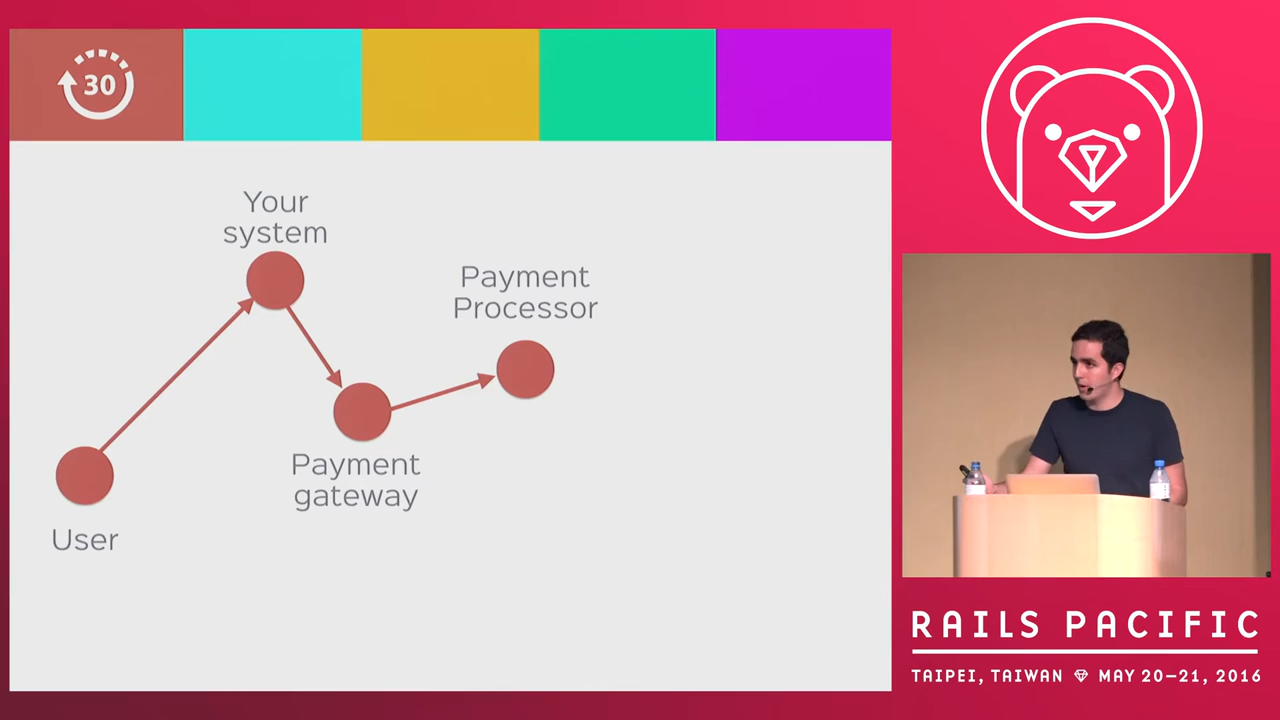 30
Your
system
Payment
Processor
Payment
gateway
User
RAILS PACIFIC
TAIPEI, TAIWAN MAY 20–21, 2016